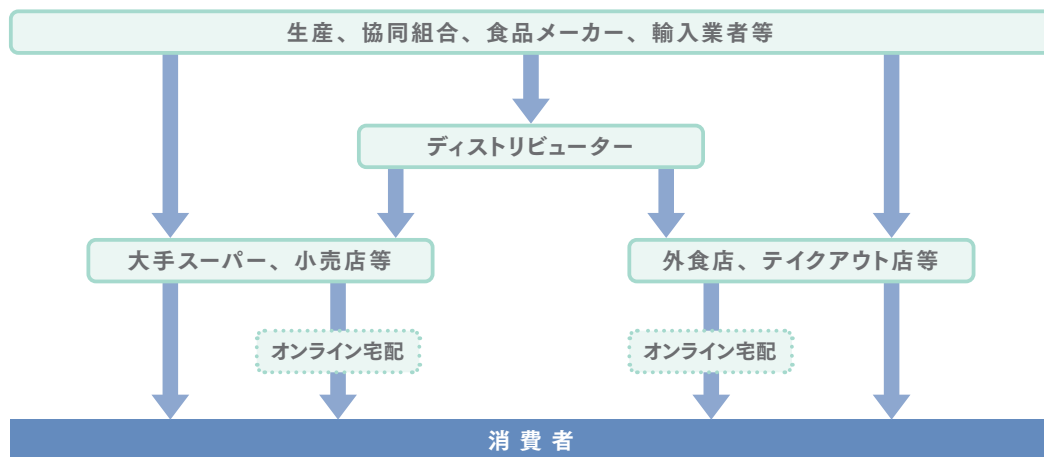 生産、協同組合、食品メーカー、輸入業者等
ディストリビューター
大手スーパー、小売店等
外食店、テイクアウト店等
オンライン宅配
オンライン宅配
消費者